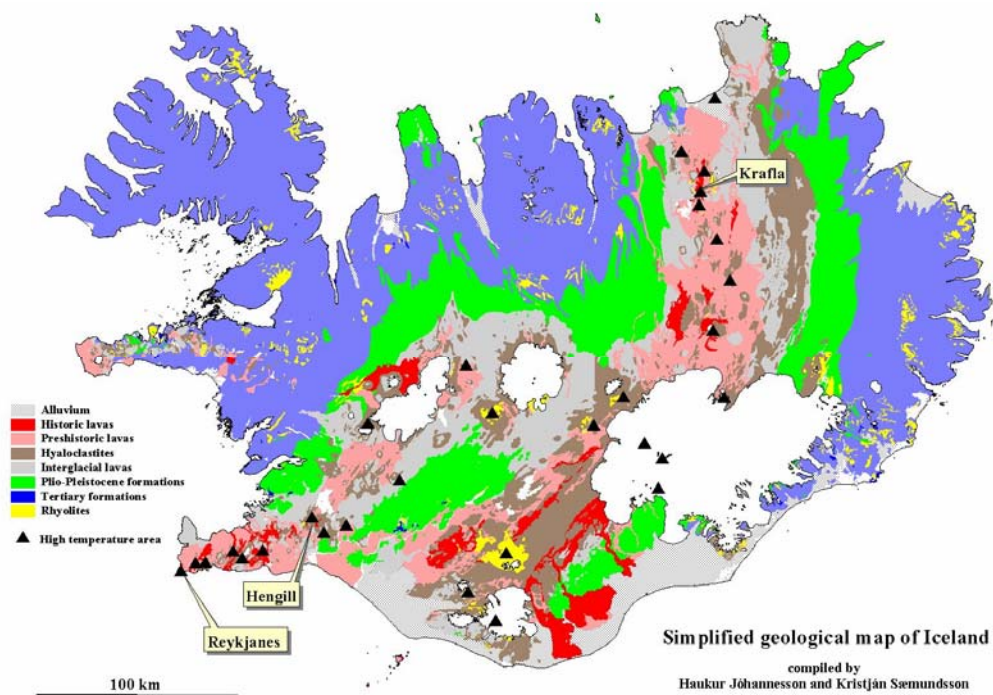 Krafla
Alluvium
Historic lavas
Preshistoric lavas
Hyaloclastites
Interglacial lavas
Plio-Pleistocene formations
Tertiary formations
Rhyolites
High temperature area
Hengill
Reykjanes
100 km
Simplified geological map of Iceland
compiled by
Haukur Jóhannesson and Kristján Sæmundsson